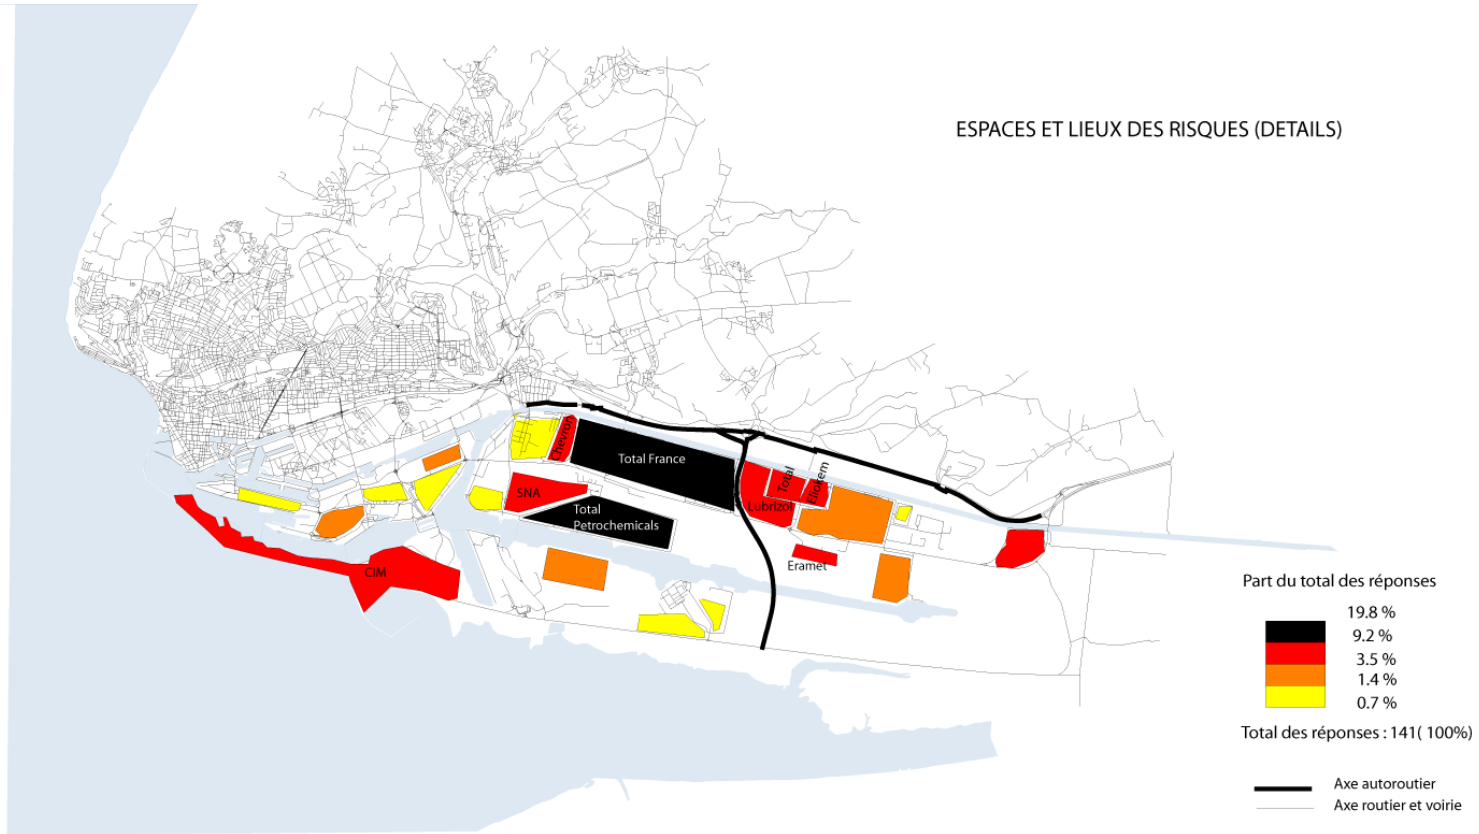 ESPACES ET LIEUX DES RISQUES (DETAILS)
Chevron
Total France
Total
Eliokem
Lubrizol
SNA
Total
Petrochemicals
Eramet
CIM
Part du total des réponses
19.8 %
9.2 %
3.5 %
1.4 %
0.7 %
Total des réponses : 141( 100%)
Axe autoroutier
Axe routier et voirie